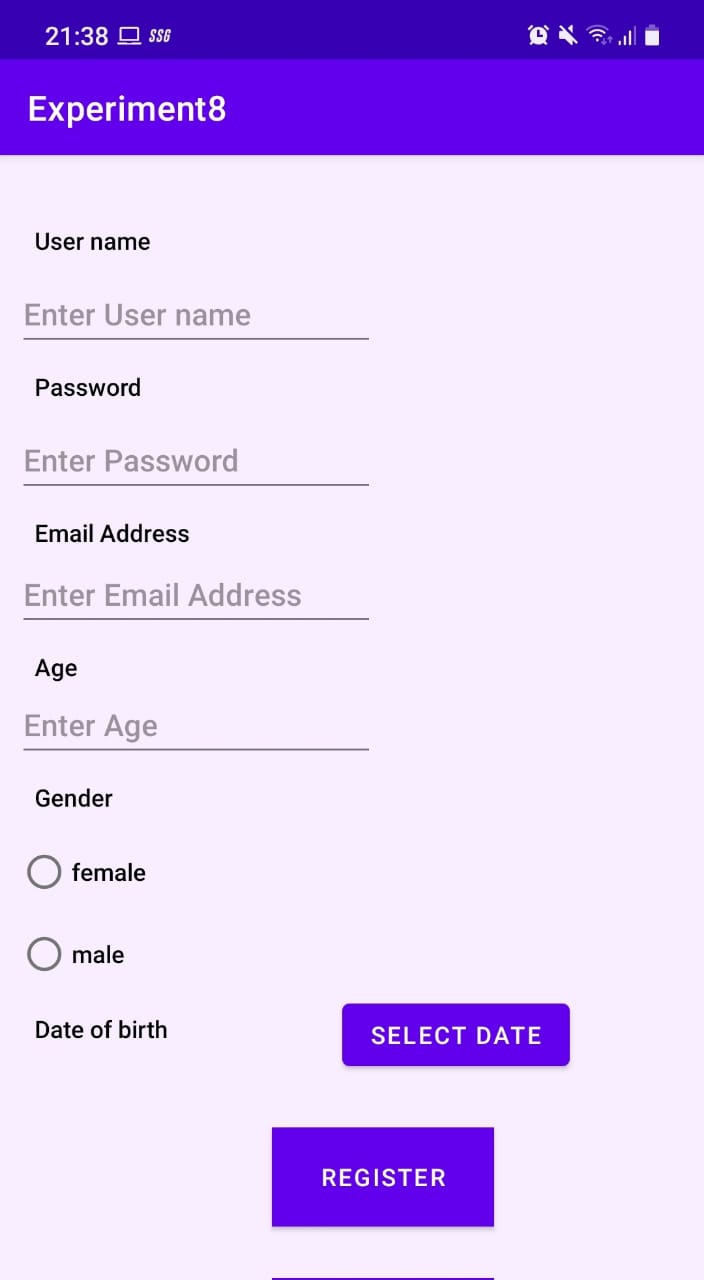 21:38 SSG
Experiment8
User name
Enter User name
Password
Enter Password
Email Address
Enter Email Address
Age
Enter Age
Gender
female
male
Date of birth SELECT DATE
REGISTER